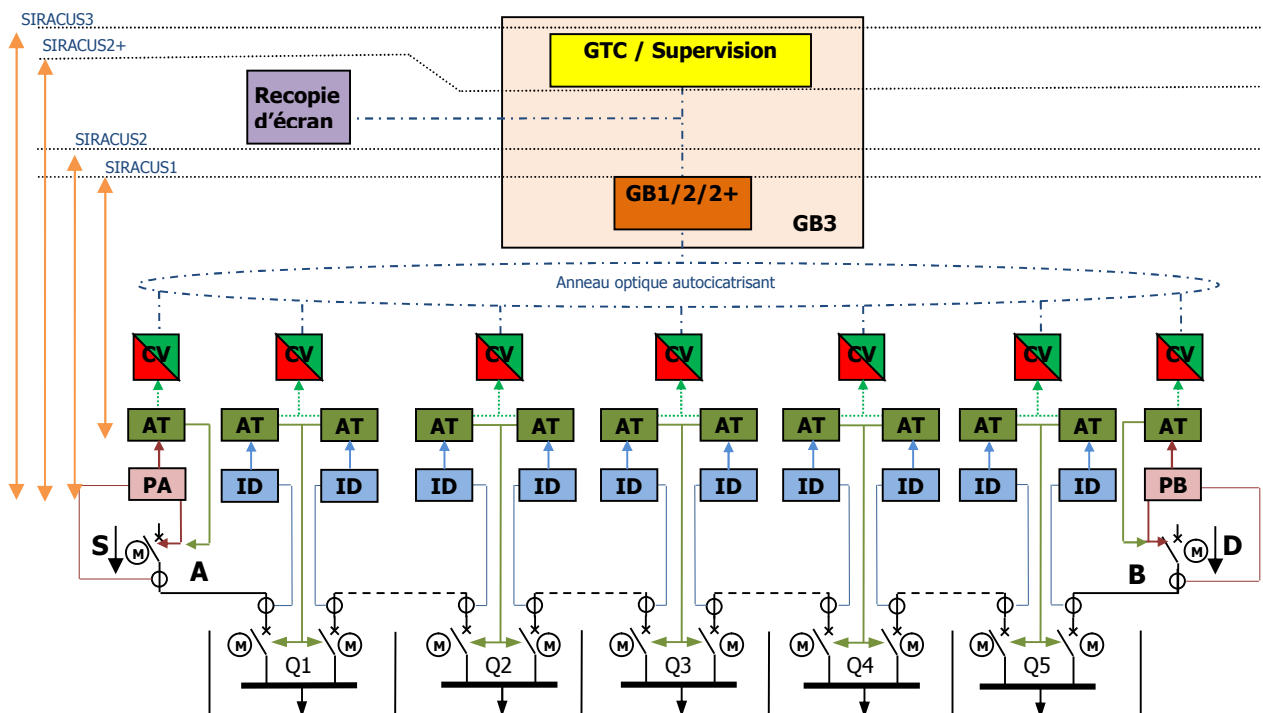 SIRACUS3
SIRACUS2+
GTC / Supervision
Recopie
d'écran
SIRACUS2
SIRACUS1
GB1/2/2+
GB3
Anneau optique autocicatrisant
CV CV CV CV CV CV CV
AT AT AT AT AT AT AT AT AT AT AT AT
PA ID ID ID ID ID ID ID ID ID ID PB
S M A B M D
M M M M M M M M M M
Q1 Q2 Q3 Q4 Q5